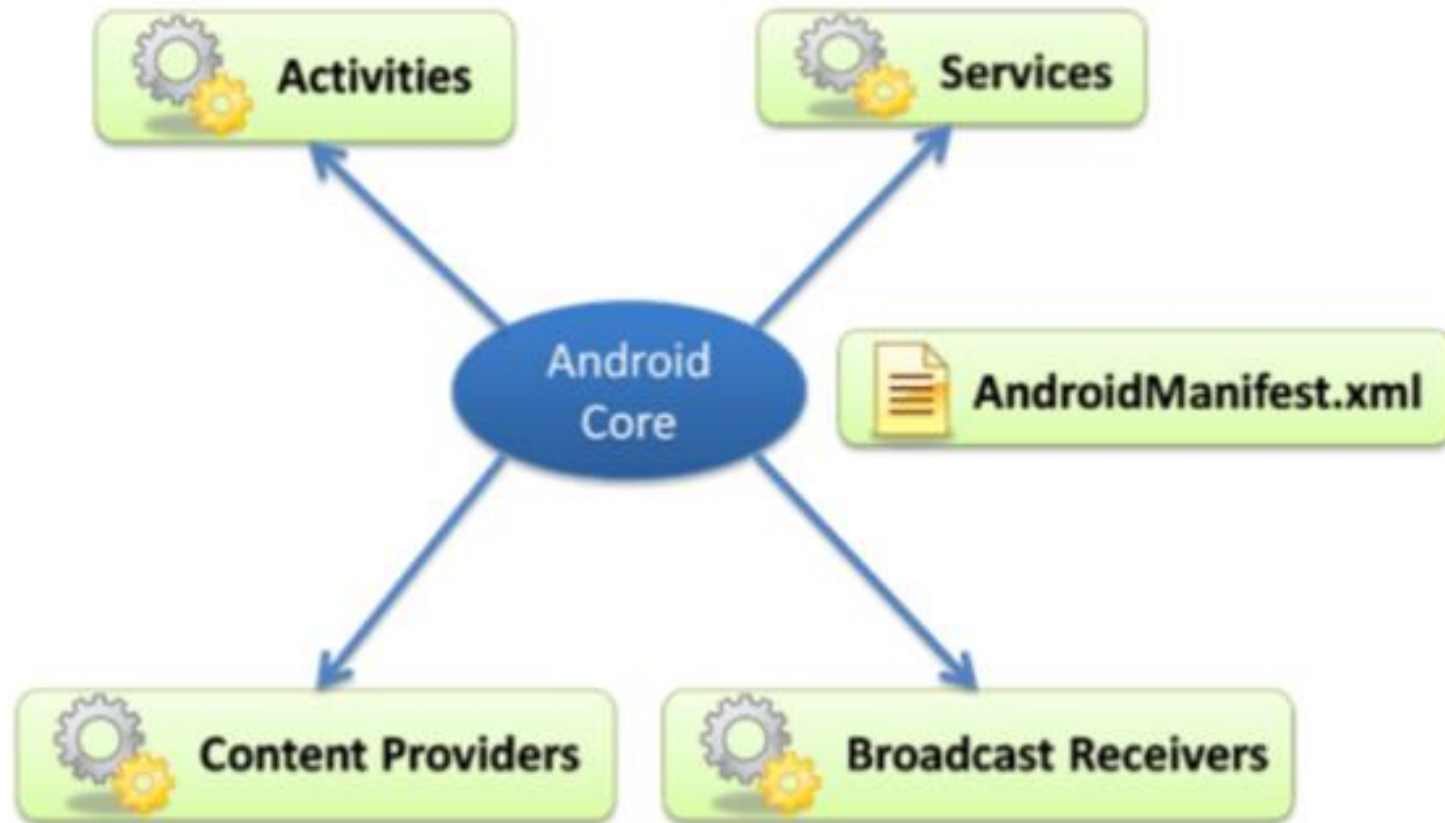 Activities
Services
Android
Core
AndroidManifest.xml
Content Providers
Broadcast Receivers